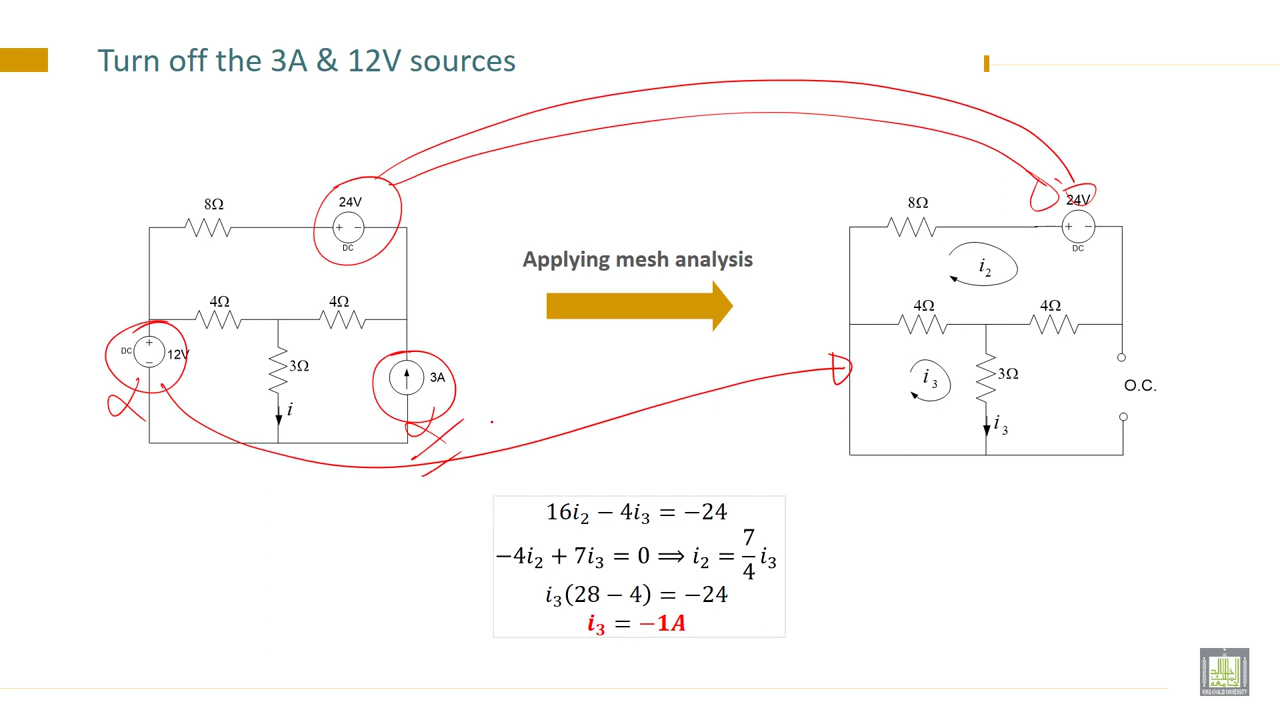 Turn off the 3A & 12V sources
8Ω
24V
+ −
DC
4Ω
4Ω
DC
+
−
12V
3Ω
i
3A
Applying mesh analysis
8Ω
24V
+ −
DC
i₂
4Ω
4Ω
i₃
3Ω
i₃
O.C.
16i₂ − 4i₃ = −24
−4i₂ + 7i₃ = 0 ⟹ i₂ = 7/4 i₃
i₃(28 − 4) = −24
i₃ = −1A
KING KHALID UNIVERSITY